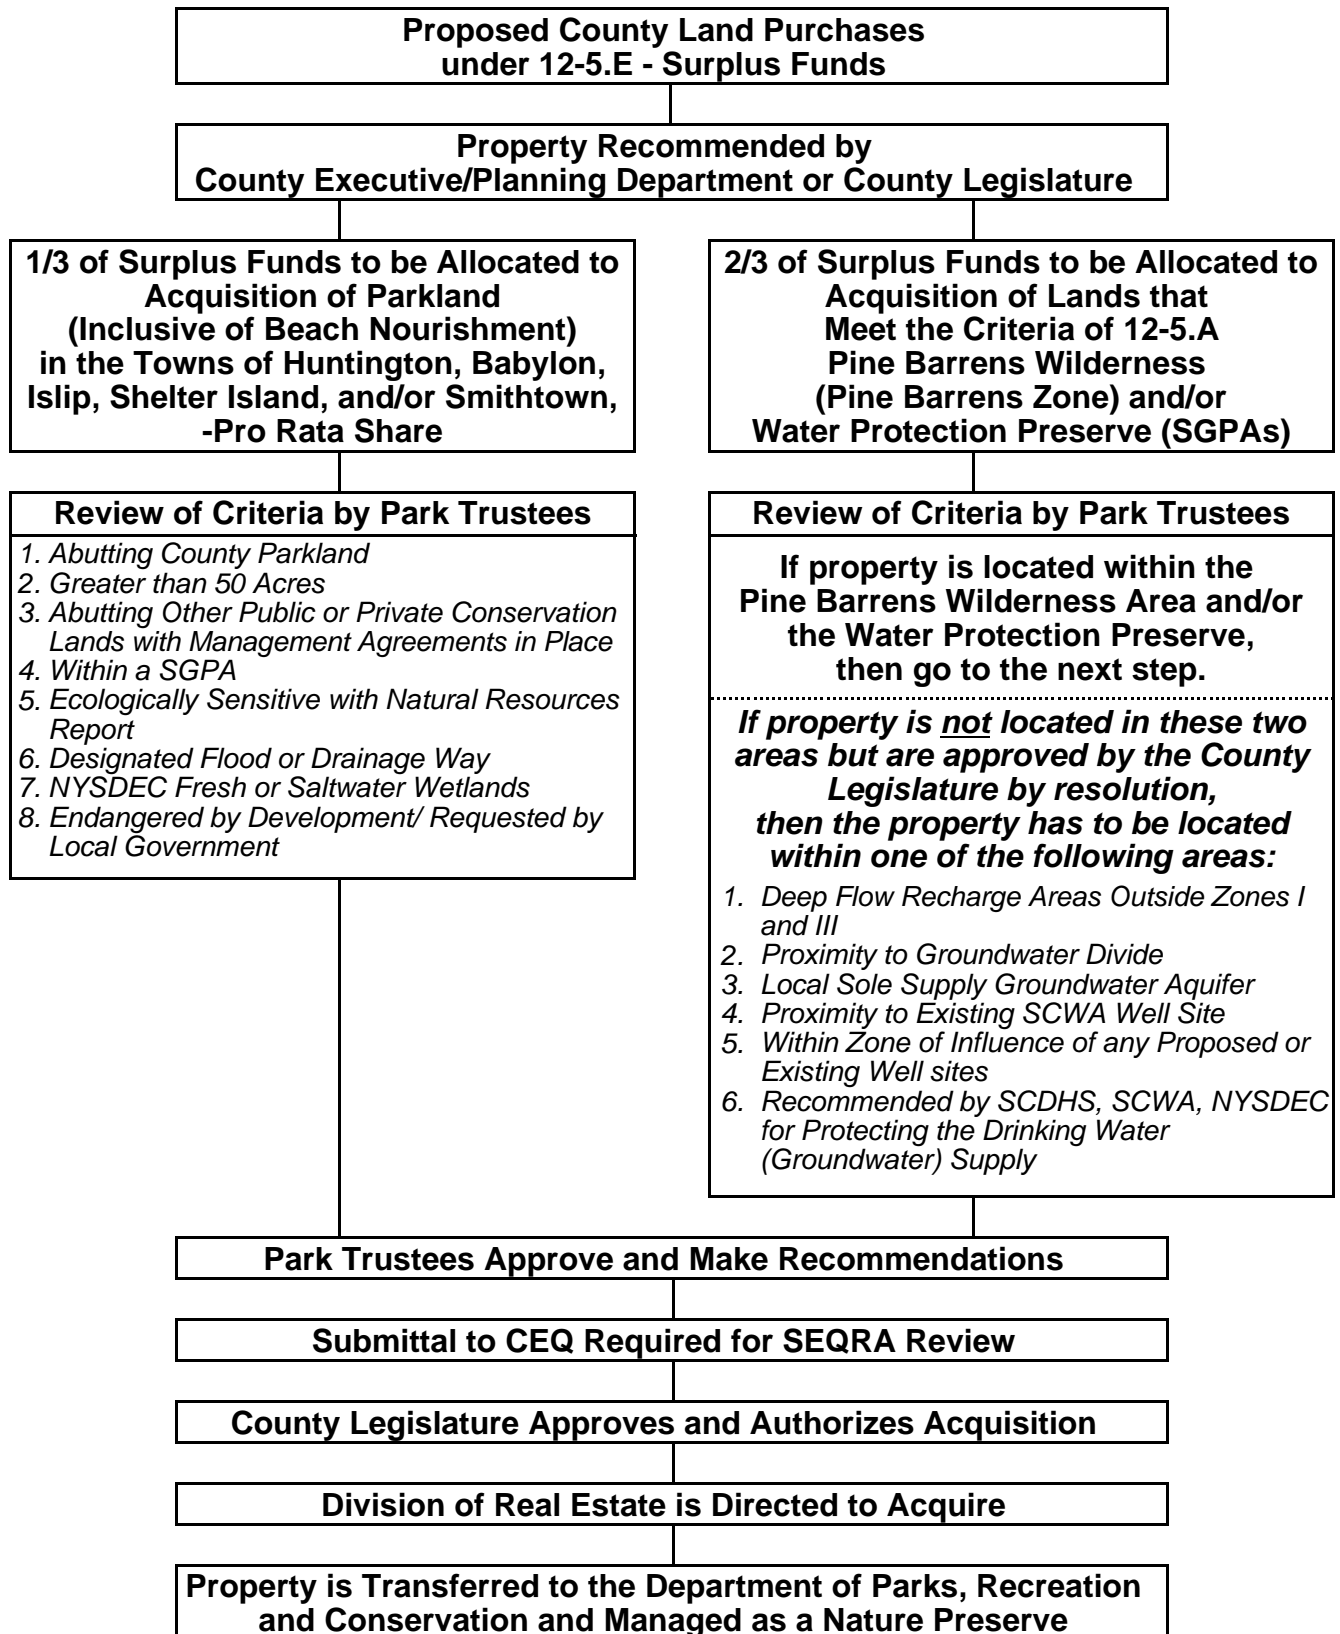 Proposed County Land Purchases
under 12-5.E - Surplus Funds
Property Recommended by
County Executive/Planning Department or County Legislature
1/3 of Surplus Funds to be Allocated to
Acquisition of Parkland
(Inclusive of Beach Nourishment)
in the Towns of Huntington, Babylon,
Islip, Shelter Island, and/or Smithtown,
-Pro Rata Share
2/3 of Surplus Funds to be Allocated to
Acquisition of Lands that
Meet the Criteria of 12-5.A
Pine Barrens Wilderness
(Pine Barrens Zone) and/or
Water Protection Preserve (SGPAs)
Review of Criteria by Park Trustees
1. Abutting County Parkland
2. Greater than 50 Acres
3. Abutting Other Public or Private Conservation
Lands with Management Agreements in Place
4. Within a SGPA
5. Ecologically Sensitive with Natural Resources
Report
6. Designated Flood or Drainage Way
7. NYSDEC Fresh or Saltwater Wetlands
8. Endangered by Development/ Requested by
Local Government
Review of Criteria by Park Trustees
If property is located within the
Pine Barrens Wilderness Area and/or
the Water Protection Preserve,
then go to the next step.
If property is not located in these two
areas but are approved by the County
Legislature by resolution,
then the property has to be located
within one of the following areas:
1. Deep Flow Recharge Areas Outside Zones I
and III
2. Proximity to Groundwater Divide
3. Local Sole Supply Groundwater Aquifer
4. Proximity to Existing SCWA Well Site
5. Within Zone of Influence of any Proposed or
Existing Well sites
6. Recommended by SCDHS, SCWA, NYSDEC
for Protecting the Drinking Water
(Groundwater) Supply
Park Trustees Approve and Make Recommendations
Submittal to CEQ Required for SEQRA Review
County Legislature Approves and Authorizes Acquisition
Division of Real Estate is Directed to Acquire
Property is Transferred to the Department of Parks, Recreation
and Conservation and Managed as a Nature Preserve